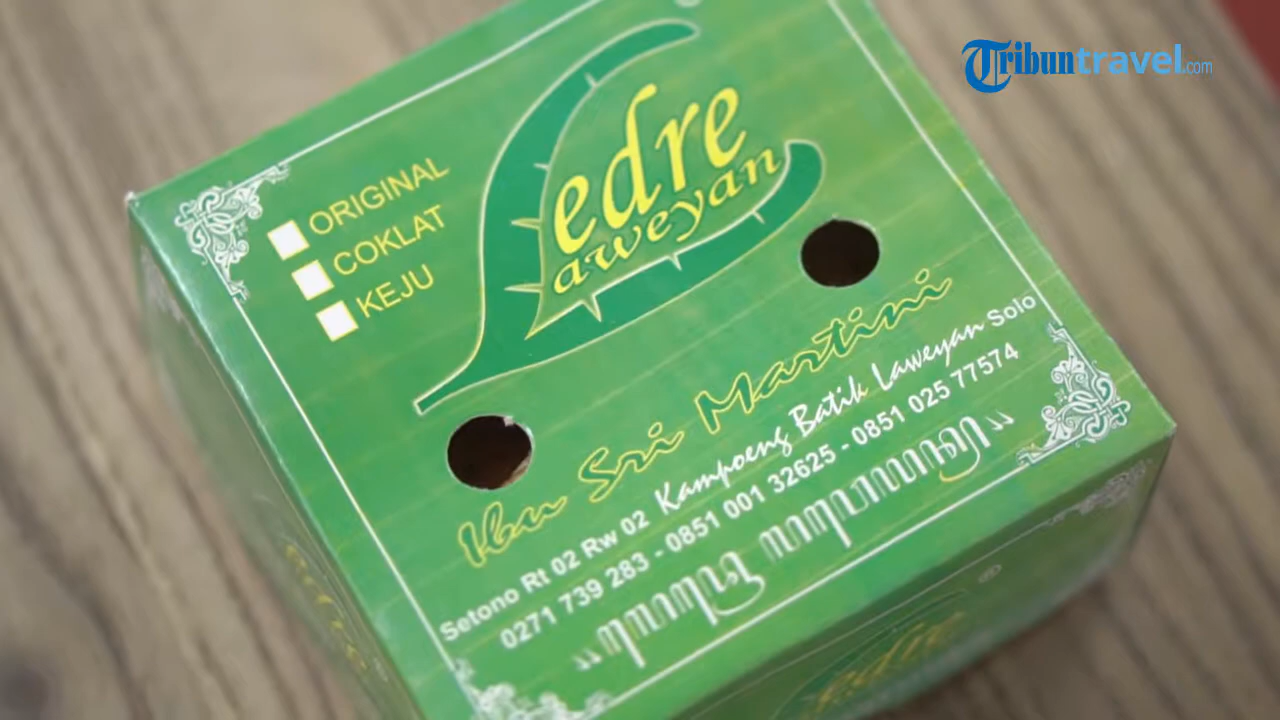 Tribuntravel.com
Ledre
Laweyan
ORIGINAL
COKLAT
KEJU
Ibu Sri Martini
Setono Rt 02 Rw 02 Kampoeng Batik Laweyan Solo
0271 739 283 - 0851 001 32625 - 0851 025 77574
edre